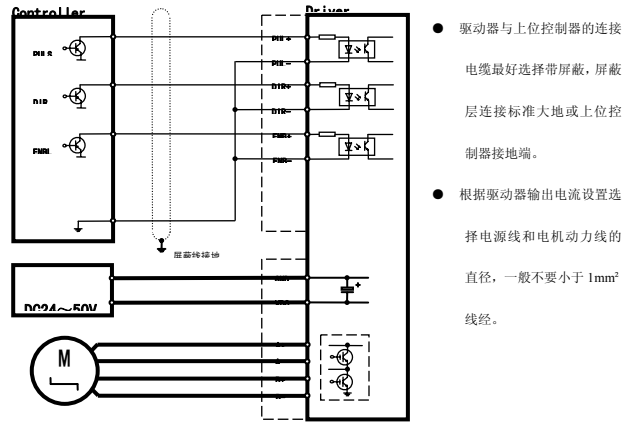 Controller
Driver
PUL+
PUL-
DIR+
DIR-
ENBL
屏蔽线接地
DC24～50V
M
+
● 驱动器与上位控制器的连接
电缆最好选择带屏蔽，屏蔽
层连接标准大地或上位控
制器接地端。
● 根据驱动器输出电流设置选
择电源线和电机动力线的
直径，一般不要小于 1mm²
线经。